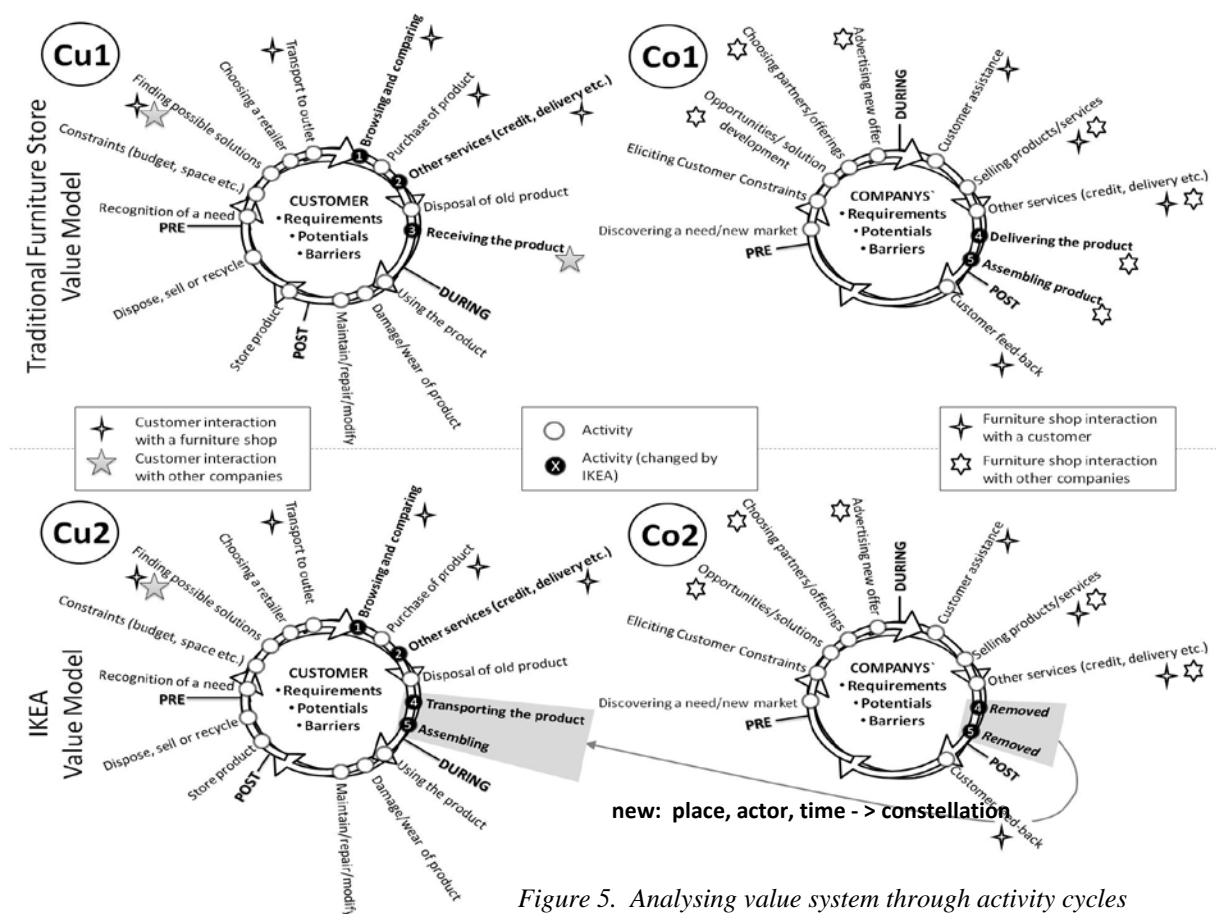 Traditional Furniture Store
Value Model
Cu1
Recognition of a need
Constraints (budget, space etc.)
Finding possible solutions
Choosing a retailer
Transport to outlet
Browsing and comparing
Purchase of product
Other services (credit, delivery etc.)
Disposal of old product
Receiving the product
Using the product
Damage/wear of product
Maintain/repair/modify
Store product
Dispose, sell or recycle
PRE
DURING
POST
1
2
3
CUSTOMER
• Requirements
• Potentials
• Barriers
Co1
Discovering a need/new market
Eliciting Customer Constraints
Opportunities/ solution
development
Choosing partners/offerings
Advertising new offer
DURING
Customer assistance
Selling products/services
Other services (credit, delivery etc.)
Delivering the product
Assembling product
POST
Customer feed-back
PRE
4
5
COMPANYS`
• Requirements
• Potentials
• Barriers
Customer interaction
with a furniture shop
Customer interaction
with other companies
Activity
X
Activity (changed by
IKEA)
Furniture shop interaction
with a customer
Furniture shop interaction
with other companies
IKEA
Value Model
Cu2
Recognition of a need
Constraints (budget, space etc.)
Finding possible solutions
Choosing a retailer
Transport to outlet
Browsing and comparing
Purchase of product
Other services (credit, delivery etc.)
Disposal of old product
Transporting the product
Assembling
Using the product
Damage/wear of product
Maintain/repair/modify
Store product
Dispose, sell or recycle
PRE
DURING
POST
1
2
4
5
CUSTOMER
• Requirements
• Potentials
• Barriers
Co2
Discovering a need/new market
Eliciting Customer Constraints
Opportunities/solutions
Choosing partners/offerings
Advertising new offer
DURING
Customer assistance
Selling products/services
Other services (credit, delivery etc.)
4
Removed
5
Removed
POST
Customer feed-back
PRE
COMPANYS`
• Requirements
• Potentials
• Barriers
new: place, actor, time - > constellation
Figure 5. Analysing value system through activity cycles